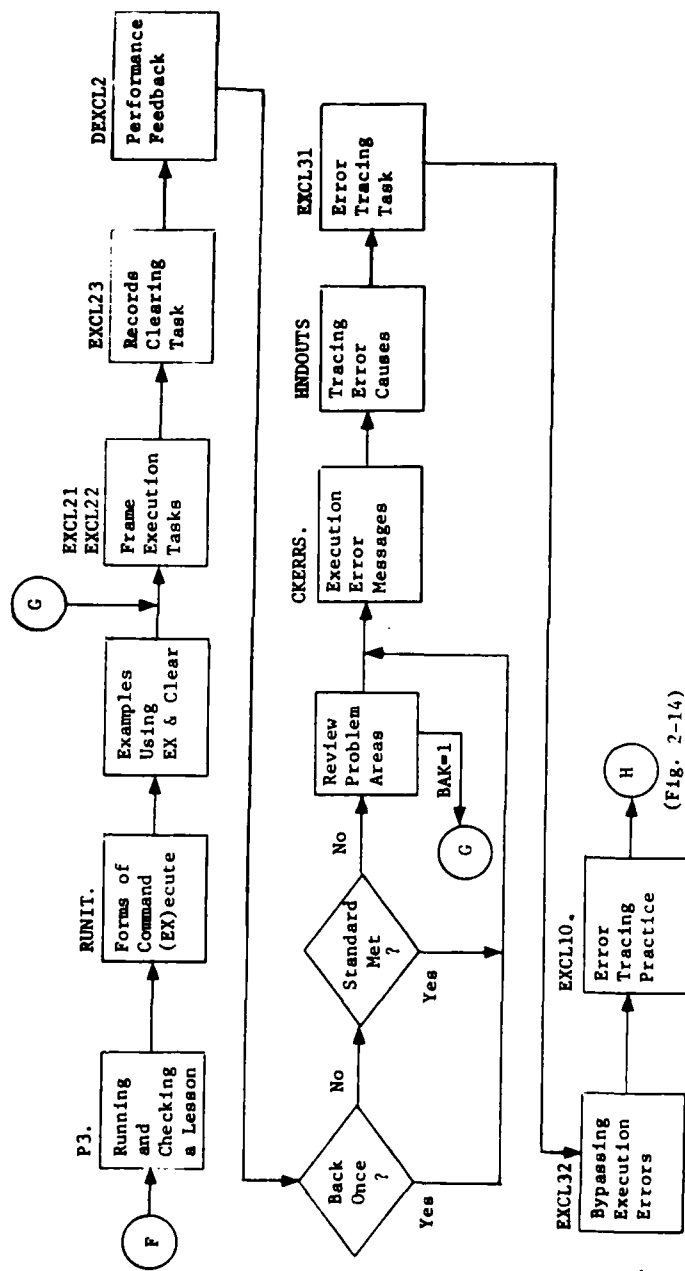 F
P3.
Running
and
Checking
a Lesson
RUNIT.
Forms of
Command
(EX)ecute
Examples
Using
EX & Clear
G
EXCL21
EXCL22
Frame
Execution
Tasks
EXCL23
Records
Clearing
Task
DEXCL2
Performance
Feedback
Back
Once
?
No
Yes
Standard
Met
?
No
Yes
Review
Problem
Areas
BAK=1
G
CKERRS.
Execution
Error
Messages
HNDOUTS
Tracing
Error
Causes
EXCL31
Error
Tracing
Task
EXCL32
Bypassing
Execution
Errors
EXCL10.
Error
Tracing
Practice
H
(Fig. 2-14)